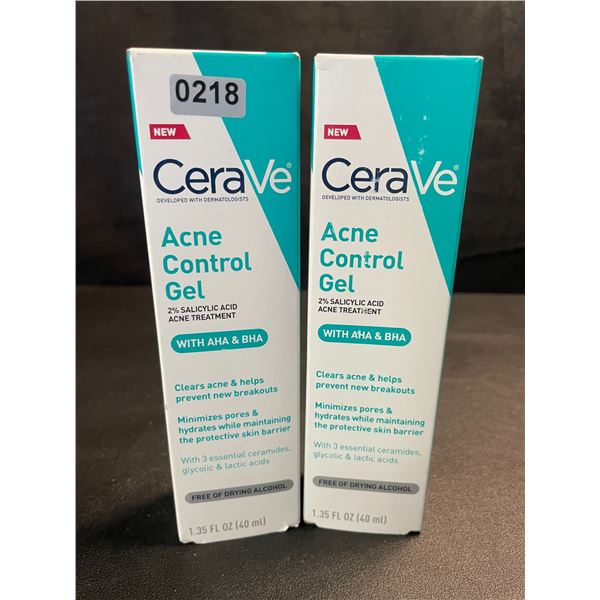 0218
NEW
CeraVe®
DEVELOPED WITH DERMATOLOGISTS
Acne
Control
Gel
2% SALICYLIC ACID
ACNE TREATMENT
WITH AHA & BHA
Clears acne & helps
prevent new breakouts
Minimizes pores &
hydrates while maintaining
the protective skin barrier
With 3 essential ceramides,
glycolic & lactic acids
FREE OF DRYING ALCOHOL
1.35 FL OZ (40 ml)
NEW
CeraVe®
DEVELOPED WITH DERMATOLOGISTS
Acne
Control
Gel
2% SALICYLIC ACID
ACNE TREATMENT
WITH AHA & BHA
Clears acne & helps
prevent new breakouts
Minimizes pores &
hydrates while maintaining
the protective skin barrier
With 3 essential ceramides,
glycolic & lactic acids
FREE OF DRYING ALCOHOL
1.35 FL OZ (40 ml)